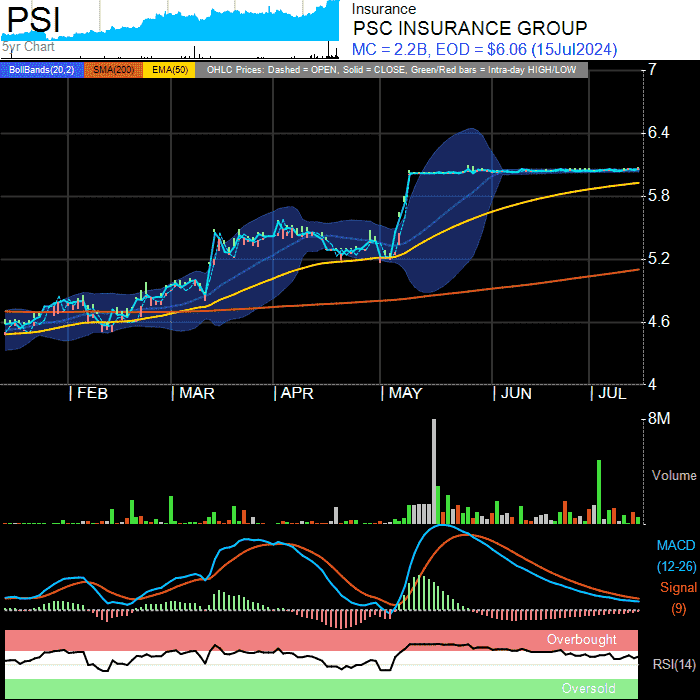 PSI
5yr Chart
Insurance
PSC INSURANCE GROUP
MC = 2.2B, EOD = $6.06 (15Jul2024)
BollBands(20,2) SMA(200) EMA(50) OHLC Prices: Dashed = OPEN, Solid = CLOSE, Green/Red bars = Intra-day HIGH/LOW
7
6.4
5.8
5.2
4.6
4
| FEB | MAR | APR | MAY | JUN | JUL
8M
Volume
MACD
(12-26)
Signal
(9)
Overbought
RSI(14)
Oversold